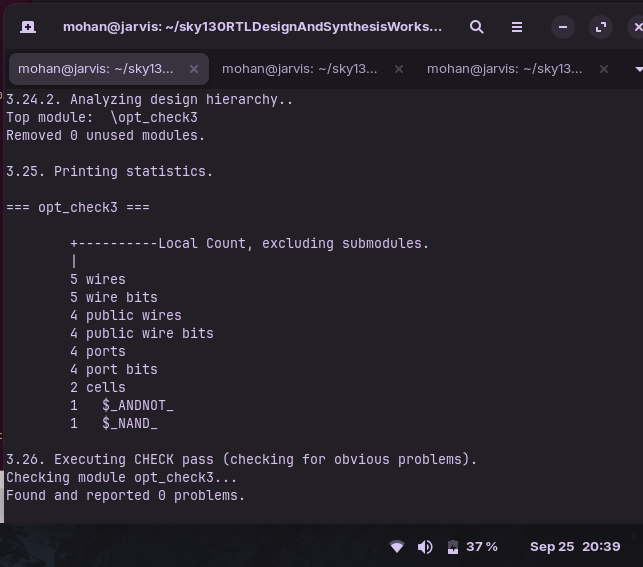 mohan@jarvis: ~/sky130RTLDesignAndSynthesisWorks...
mohan@jarvis: ~/sky13...
mohan@jarvis: ~/sky13...
mohan@jarvis: ~/sky13...
3.24.2. Analyzing design hierarchy..
Top module:  \opt_check3
Removed 0 unused modules.
3.25. Printing statistics.
=== opt_check3 ===
+----------Local Count, excluding submodules.
|
5 wires
5 wire bits
4 public wires
4 public wire bits
4 ports
4 port bits
2 cells
1   $_ANDNOT_
1   $_NAND_
3.26. Executing CHECK pass (checking for obvious problems).
Checking module opt_check3...
Found and reported 0 problems.
37 %
Sep 25  20:39